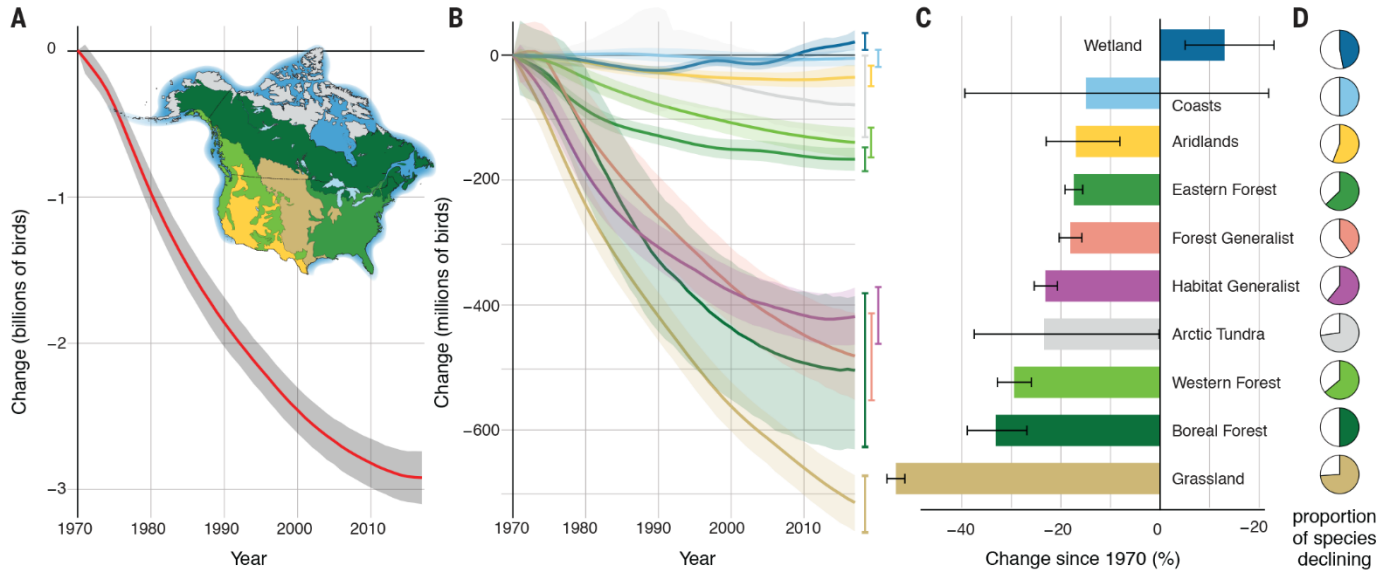 A
Change (billions of birds)
0
−1
−2
−3
1970
1980
1990
2000
2010
Year
B
Change (millions of birds)
0
−200
−400
−600
1970
1980
1990
2000
2010
Year
C
Wetland
Coasts
Aridlands
Eastern Forest
Forest Generalist
Habitat Generalist
Arctic Tundra
Western Forest
Boreal Forest
Grassland
−40
−20
0
−20
Change since 1970 (%)
D
proportion
of species
declining